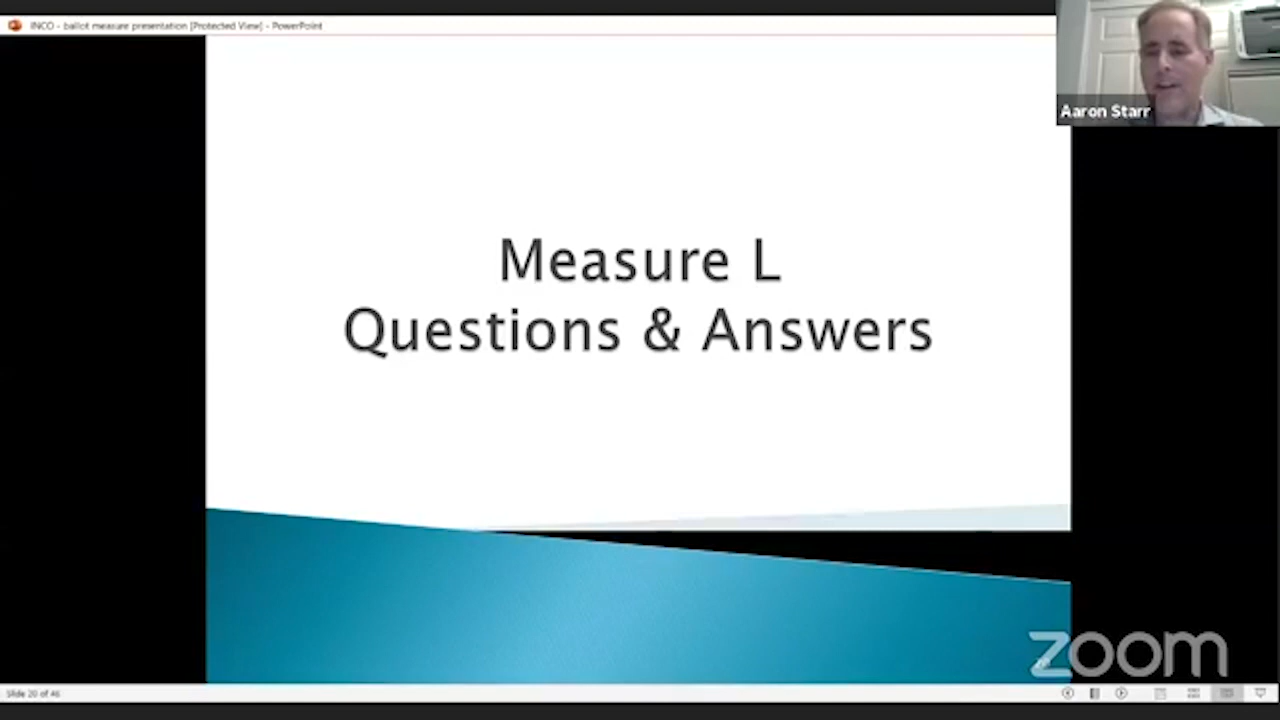 INCO - ballot measure presentation [Protected View] - PowerPoint
Aaron Starr
Measure L
Questions & Answers
zoom
Slide 20 of 46